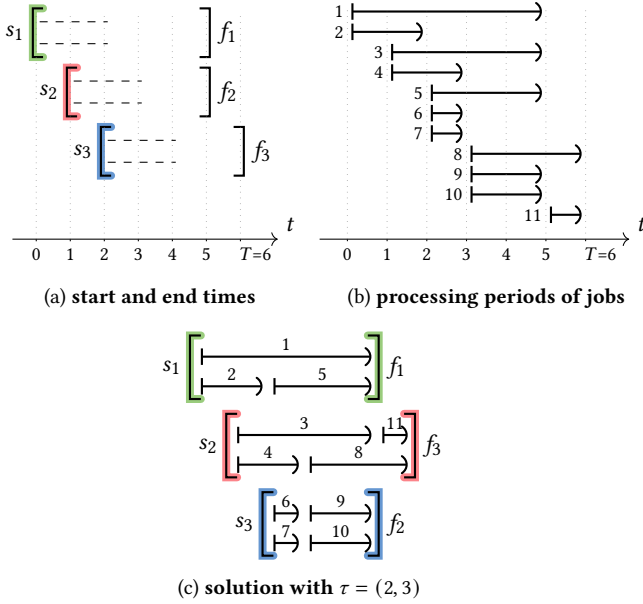 s1 f1
s2 f2
s3 f3
t
0 1 2 3 4 5 T=6
(a) start and end times
1
2
3
4
5
6
7
8
9
10
11
t
0 1 2 3 4 5 T=6
(b) processing periods of jobs
s1 1 f1
2 5
s2 3 11 f3
4 8
s3 6 9 f2
7 10
(c) solution with τ = (2, 3)